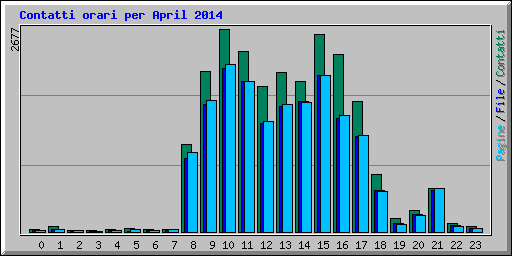 Contatti orari per April 2014
2677
Pagine/File/Contatti
0 1 2 3 4 5 6 7 8 9 10 11 12 13 14 15 16 17 18 19 20 21 22 23